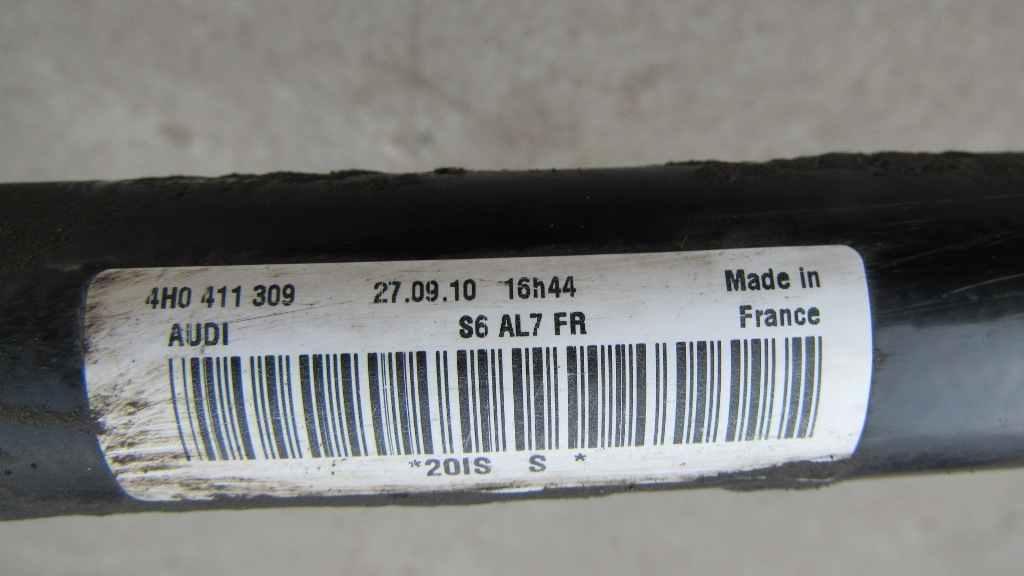 4H0 411 309 27.09.10 16h44 Made in
AUDI S6 AL7 FR France
*20IS S *